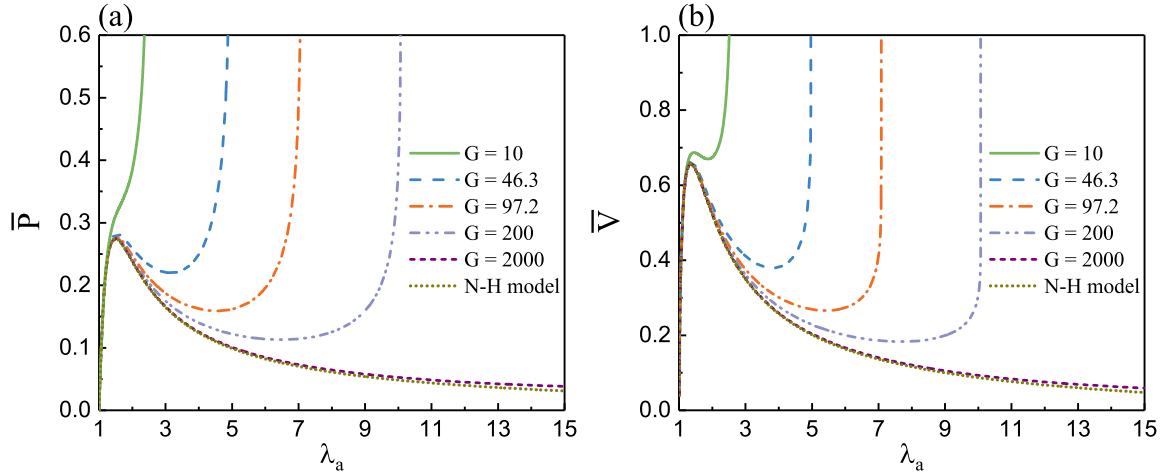 (a)
0.6
0.5
0.4
0.3
0.2
0.1
0.0
P̅
G = 10
G = 46.3
G = 97.2
G = 200
G = 2000
N-H model
1 3 5 7 9 11 13 15
λa
(b)
1.0
0.8
0.6
0.4
0.2
0.0
V̅
G = 10
G = 46.3
G = 97.2
G = 200
G = 2000
N-H model
1 3 5 7 9 11 13 15
λa